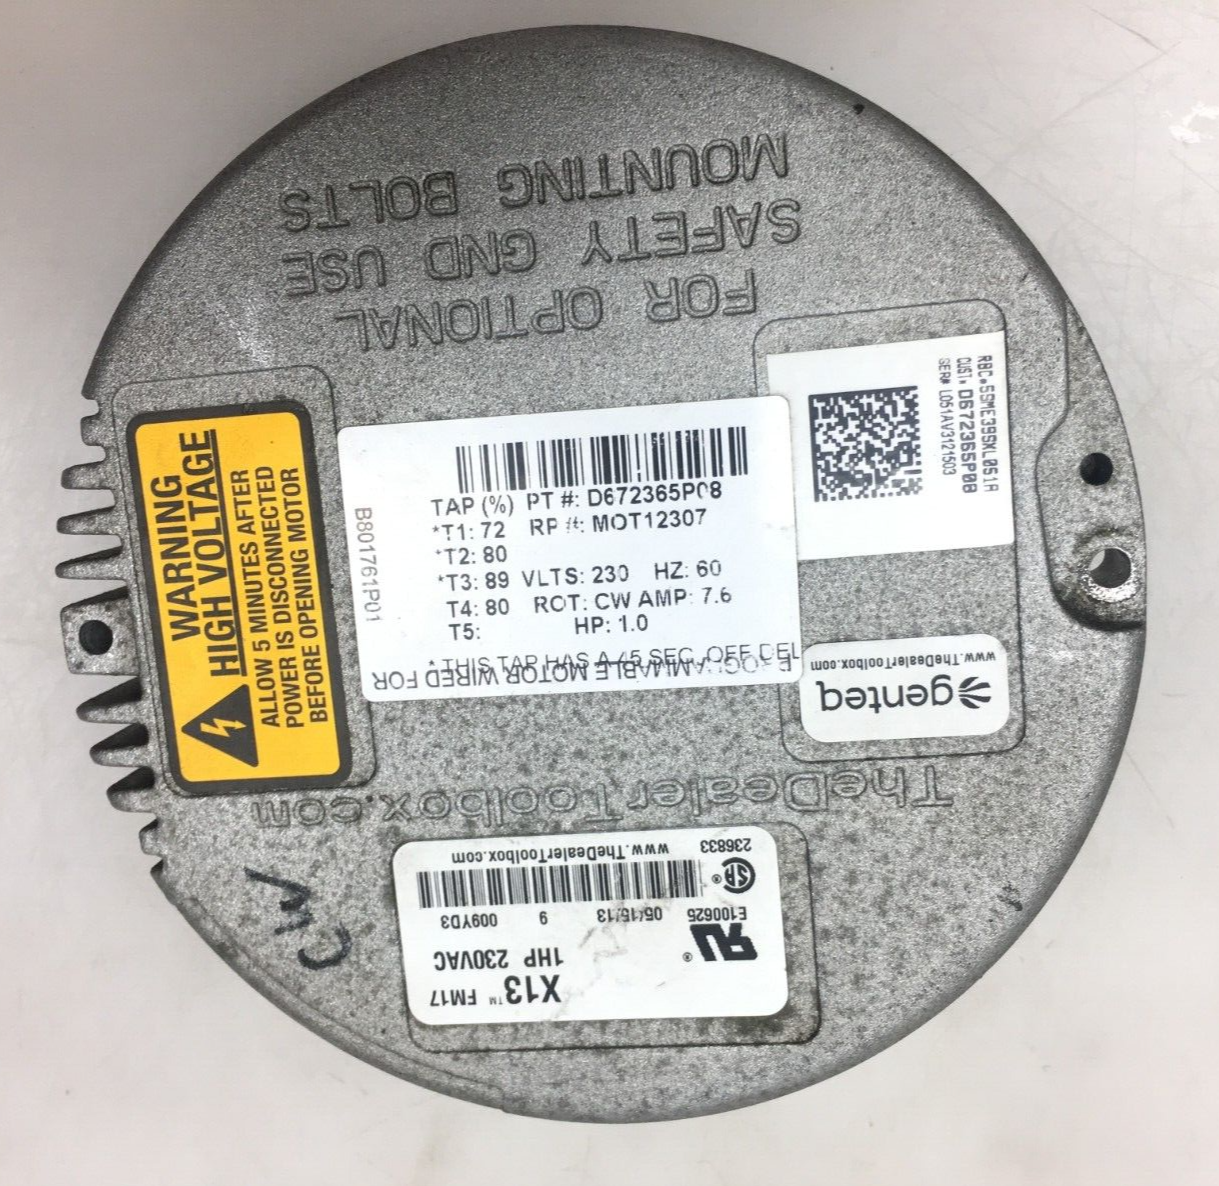 FOR OPTIONAL
SAFETY GND USE
MOUNTING BOLTS
WARNING
HIGH VOLTAGE
ALLOW 5 MINUTES AFTER
POWER IS DISCONNECTED
BEFORE OPENING MOTOR
B801761P01
TAP (%) PT #: D672365P08
*T1: 72 RP #: MOT12307
*T2: 80
*T3: 89 VLTS: 230 HZ: 60
T4: 80 ROT: CW AMP: 7.6
T5: HP: 1.0
* THIS TAP HAS A 45 SEC. OFF DEL
MOTOR WIRED FOR
RBC.5SME39SXL051A
CUST# D672365P08
SER# L051AV3121503
genteq
www.TheDealerToolbox.com
TheDealerToolbox.com
X13™ FM17
1HP 230VAC
E100625 05/15/13 9 009YD3
236833 www.TheDealerToolbox.com
CW